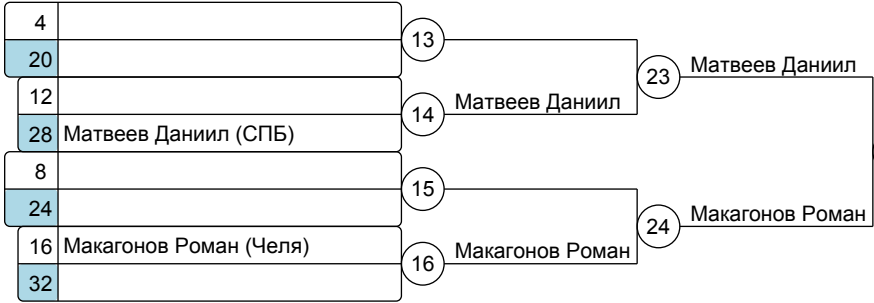 4
13
20
23 Матвеев Даниил
12
14 Матвеев Даниил
28 Матвеев Даниил (СПБ)
8
15
24
24 Макагонов Роман
16 Макагонов Роман (Челя)
16 Макагонов Роман
32